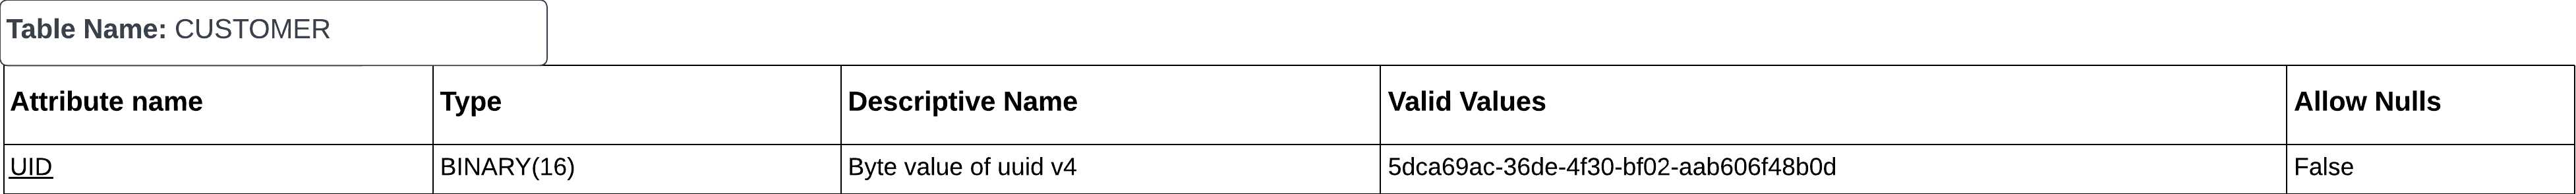 Table Name: CUSTOMER
Attribute name Type Descriptive Name Valid Values Allow Nulls
UID BINARY(16) Byte value of uuid v4 5dca69ac-36de-4f30-bf02-aab606f48b0d False